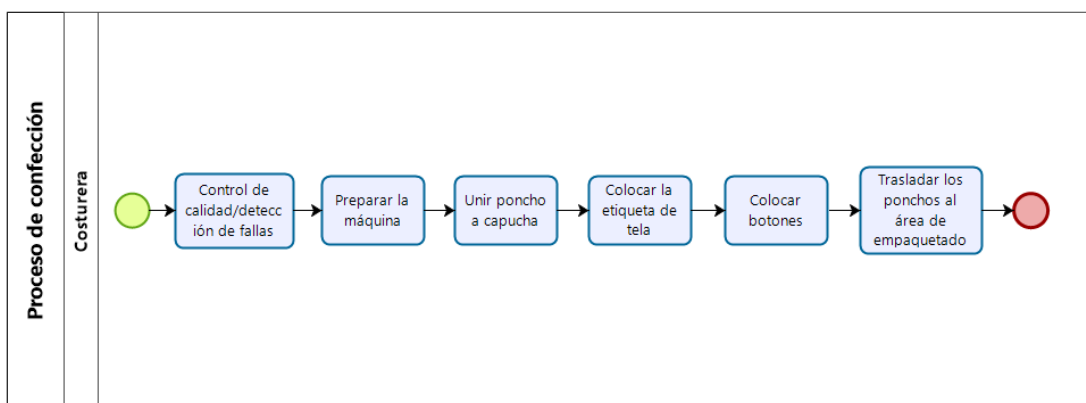 Proceso de confección
Costurera
Control de
calidad/detecc
ión de fallas
Preparar la
máquina
Unir poncho
a capucha
Colocar la
etiqueta de
tela
Colocar
botones
Trasladar los
ponchos al
área de
empaquetado